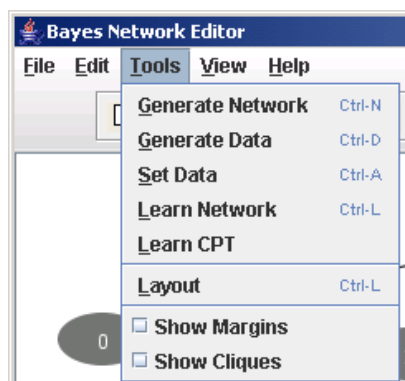 Bayes Network Editor
File Edit Tools View Help
Generate Network Ctrl-N
Generate Data Ctrl-D
Set Data Ctrl-A
Learn Network Ctrl-L
Learn CPT
Layout Ctrl-L
Show Margins
0
Show Cliques